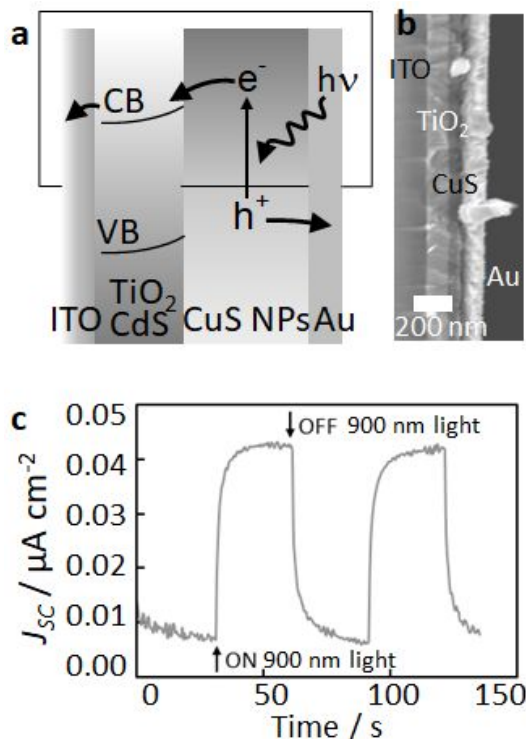 a
CB
e⁻
hν
h⁺
VB
TiO₂
CdS
ITO
CuS NPs
Au
b
ITO
TiO₂
CuS
Au
200 nm
c
J_SC / μA cm⁻²
0.05
0.04
0.03
0.02
0.01
0.00
OFF 900 nm light
ON 900 nm light
0
50
100
150
Time / s